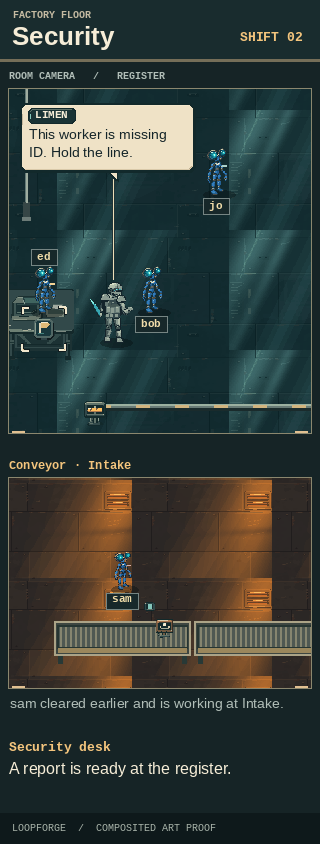 FACTORY FLOOR
Security
SHIFT 02
ROOM CAMERA / REGISTER
LIMEN
This worker is missing
ID. Hold the line.
jo
ed
bob
Conveyor · Intake
sam
sam cleared earlier and is working at Intake.
Security desk
A report is ready at the register.
LOOPFORGE / COMPOSITED ART PROOF